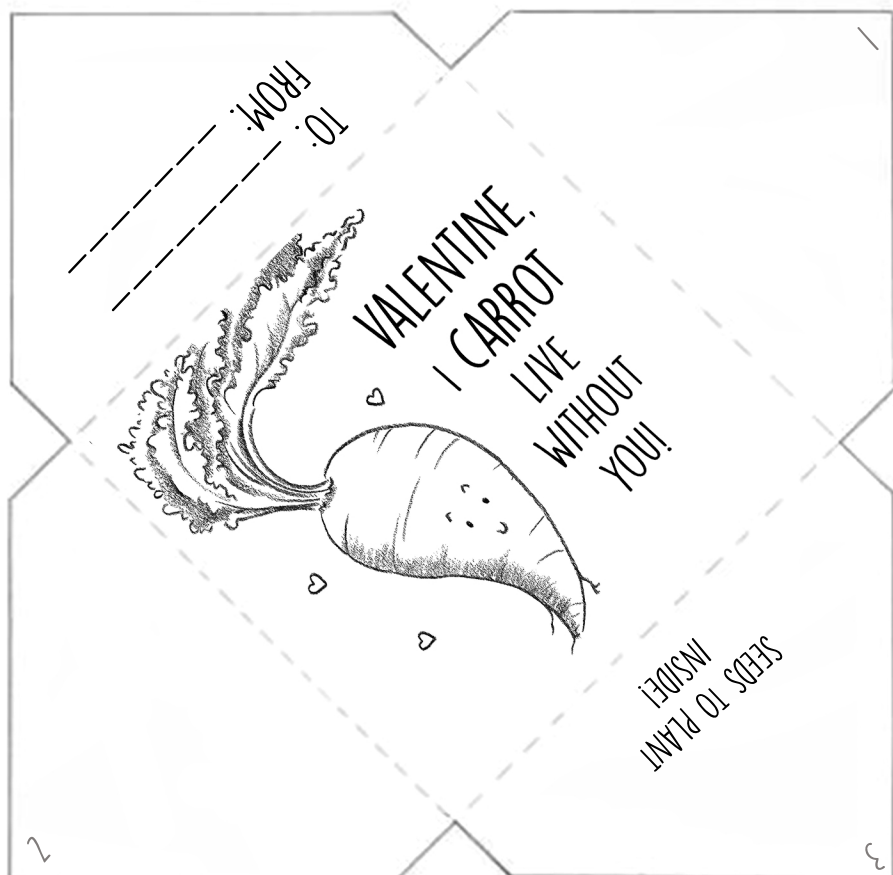 FROM:
TO:
VALENTINE,
I CARROT
LIVE
WITHOUT
YOU!
SEEDS TO PLANT
INSIDE!
1
2
3